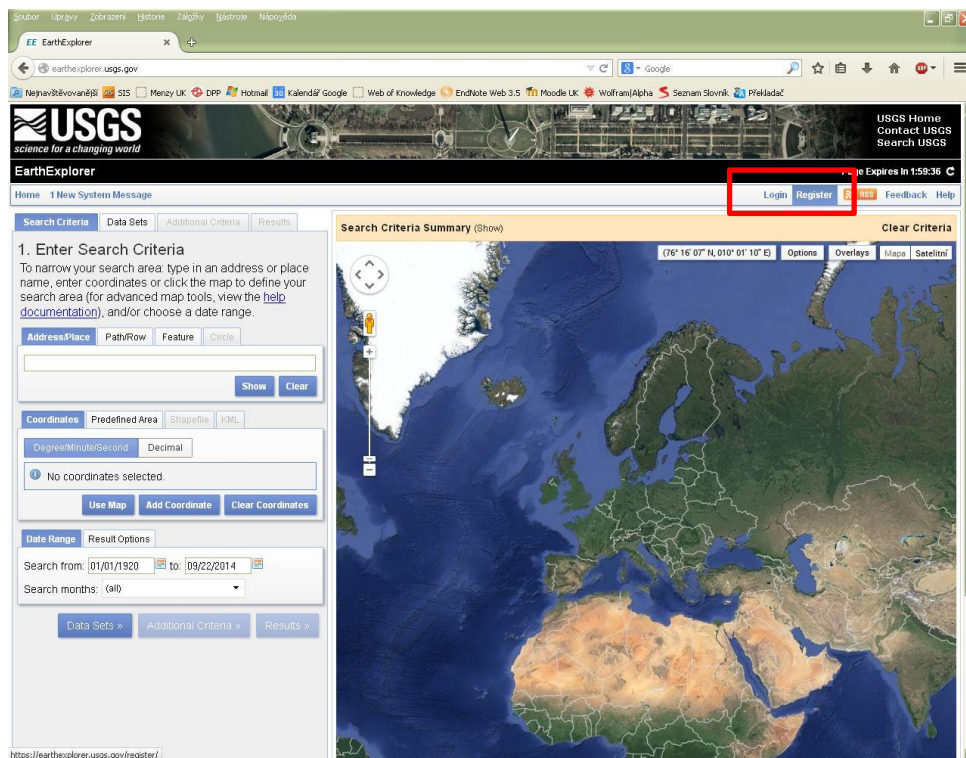 Soubor Úpravy Zobrazení Historie Záložky Nástroje Nápověda
EE EarthExplorer
earthexplorer.usgs.gov
Google
Nejnavštěvovanější SIS Menzy UK DPP Hotmail Kalendář Google Web of Knowledge EndNote Web 3.5 Moodle UK Wolfram|Alpha Seznam Slovník Překladač
USGS
science for a changing world
USGS Home
Contact USGS
Search USGS
EarthExplorer
Expires In 1:59:36
Home 1 New System Message
Login Register RSS Feedback Help
Search Criteria Data Sets Additional Criteria Results
Search Criteria Summary (Show)
Clear Criteria
1. Enter Search Criteria
To narrow your search area: type in an address or place
name, enter coordinates or click the map to define your
search area (for advanced map tools, view the help
documentation), and/or choose a date range.
(76° 16' 07" N, 010° 01' 10" E) Options Overlays Mapa Satelitní
Address/Place Path/Row Feature Circle
Show Clear
Coordinates Predefined Area Shapefile KML
Degree/Minute/Second Decimal
No coordinates selected.
Use Map Add Coordinate Clear Coordinates
Date Range Result Options
Search from: 01/01/1920 to: 09/22/2014
Search months: (all)
Data Sets » Additional Criteria » Results »
https://earthexplorer.usgs.gov/register/